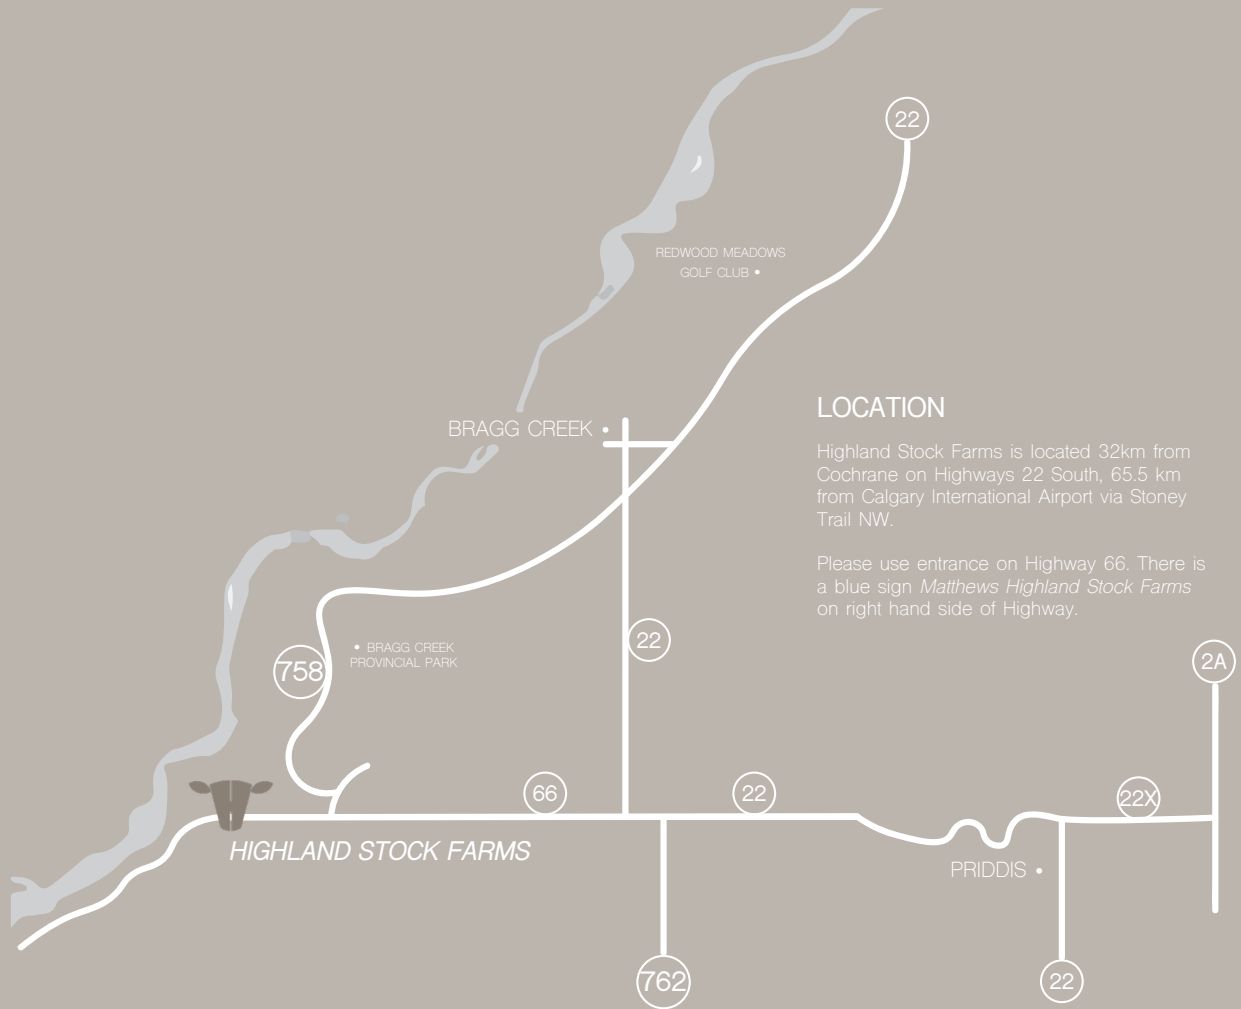 22
REDWOOD MEADOWS
GOLF CLUB •
LOCATION
BRAGG CREEK •
Highland Stock Farms is located 32km from
Cochrane on Highways 22 South, 65.5 km
from Calgary International Airport via Stoney
Trail NW.
Please use entrance on Highway 66. There is
a blue sign Matthews Highland Stock Farms
on right hand side of Highway.
22
• BRAGG CREEK
PROVINCIAL PARK
758
2A
66
22
22X
HIGHLAND STOCK FARMS
PRIDDIS •
762
22